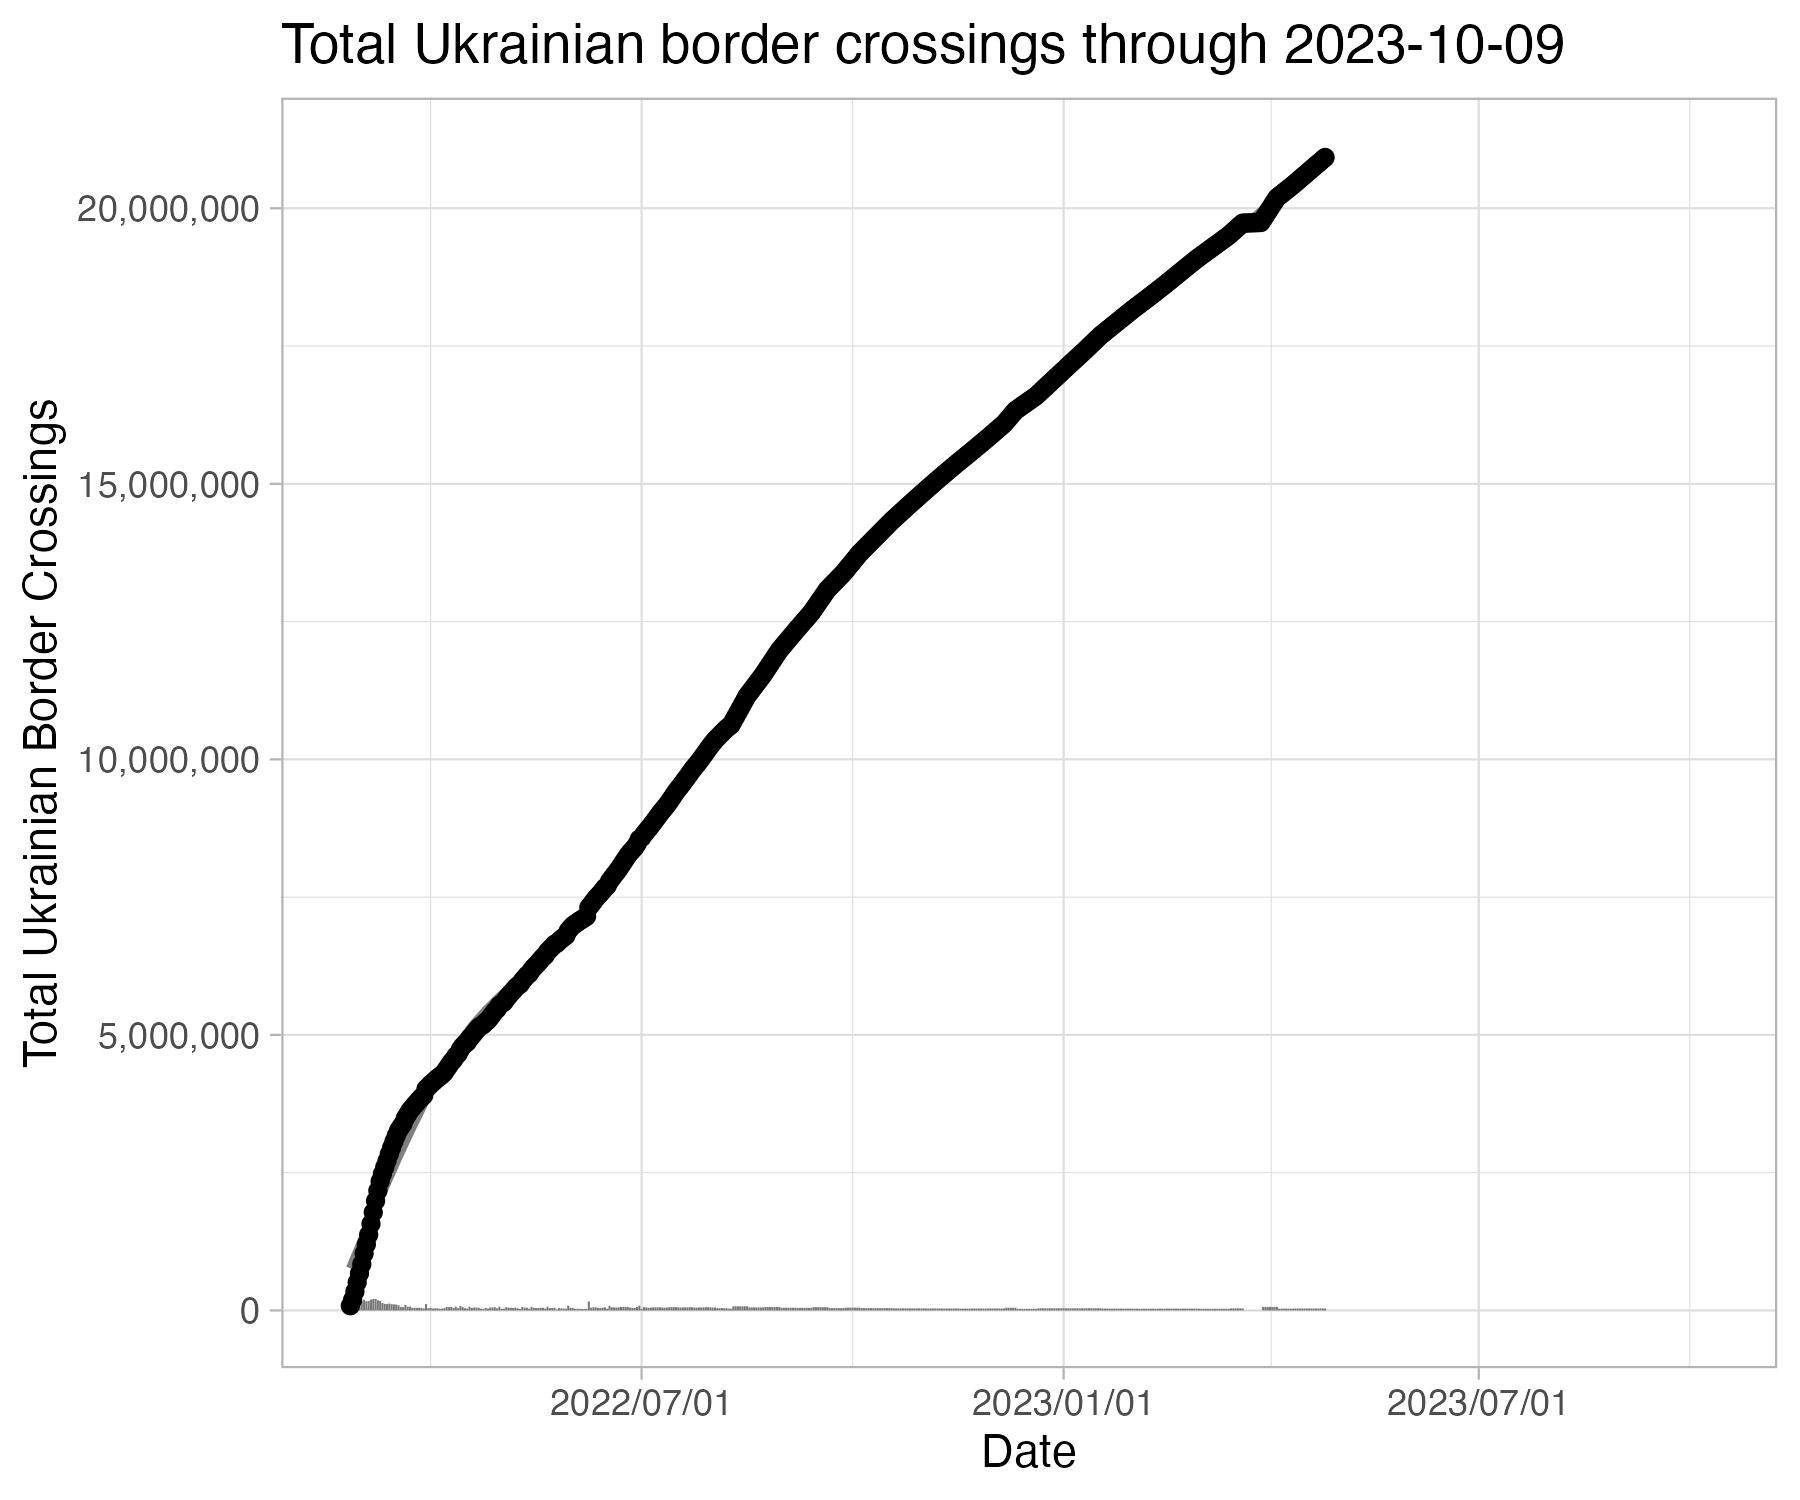 Total Ukrainian border crossings through 2023-10-09
Total Ukrainian Border Crossings
20,000,000
15,000,000
10,000,000
5,000,000
0
2022/07/01
2023/01/01
2023/07/01
Date